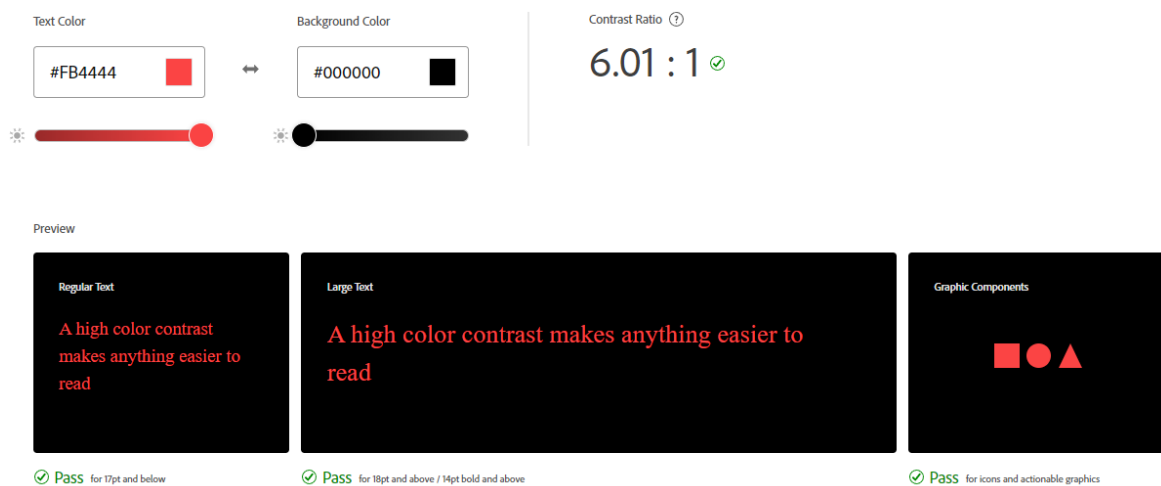 Text Color
Background Color
Contrast Ratio ?
#FB4444
#000000
6.01 : 1
Preview
Regular Text
A high color contrast
makes anything easier to
read
Large Text
A high color contrast makes anything easier to
read
Graphic Components
Pass for 17pt and below
Pass for 18pt and above / 14pt bold and above
Pass for icons and actionable graphics